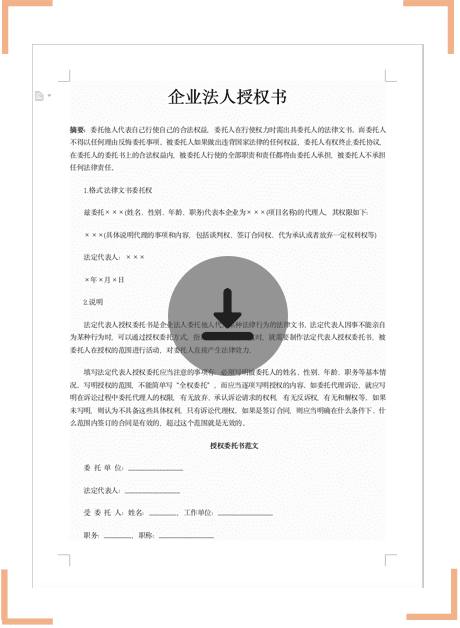 企业法人授权书
摘要：委托他人代表自己行使自己的合法权益，委托人在行使权力时需出具委托人的法律文书。而委托人
不得以任何理由反悔委托事项。被委托人如果做出违背国家法律的任何权益，委托人有权终止委托协议，
在委托人的委托书上的合法权益内，被委托人行使的全部职责和责任都将由委托人承担，被委托人不承担
任何法律责任。
1.格式法律文书委托权
兹委托×××(姓名、性别、年龄、职务)代表本企业为×××(项目名称)的代理人，其权限如下:
×××(具体说明代理的事项和内容，包括谈判权、签订合同权、代为承认或者放弃一定权利权等)
法定代表人：×××
×年×月×日
2.说明
法定代表人授权委托书是企业法人委托他人代 某种法律行为的法律文书。法定代表人因事不能亲自
为某种行为时，可以通过授权委托方式，指 时，就需要制作法定代表人授权委托书。被
委托人在授权的范围进行活动，对委托人直接产生法律效力。
填写法定代表人授权委托应当注意的事项有：必须写明被委托人的姓名、性别、年龄、职务等基本情
况。写明授权的范围，不能简单写“全权委托”，而应当逐项写明授权的内容。如委托代理诉讼，就应写
明在诉讼过程中委托代理人的权限，有无放弃、承认诉讼请求的权利，有无反诉权，有无和解权等。如果
未写明，则认为不具备这些具体权利，只有诉讼代理权。如果是签订合同，则应当明确在什么条件下、什
么范围内签订的合同是有效的，超过这个范围就是无效的。
授权委托书范文
委 托 单 位：
法定代表人：
受 委 托 人：姓名: ，工作单位:
职务: ，职称: